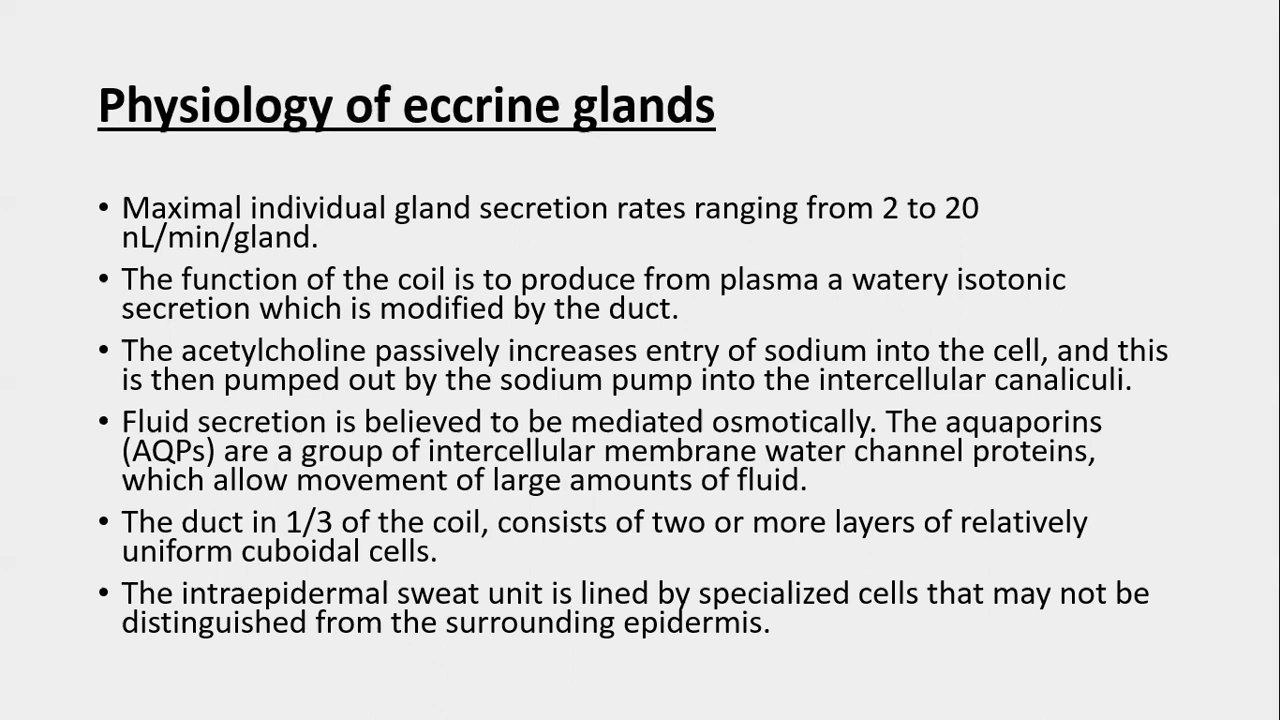 Physiology of eccrine glands
• Maximal individual gland secretion rates ranging from 2 to 20
nL/min/gland.
• The function of the coil is to produce from plasma a watery isotonic
secretion which is modified by the duct.
• The acetylcholine passively increases entry of sodium into the cell, and this
is then pumped out by the sodium pump into the intercellular canaliculi.
• Fluid secretion is believed to be mediated osmotically. The aquaporins
(AQPs) are a group of intercellular membrane water channel proteins,
which allow movement of large amounts of fluid.
• The duct in 1/3 of the coil, consists of two or more layers of relatively
uniform cuboidal cells.
• The intraepidermal sweat unit is lined by specialized cells that may not be
distinguished from the surrounding epidermis.